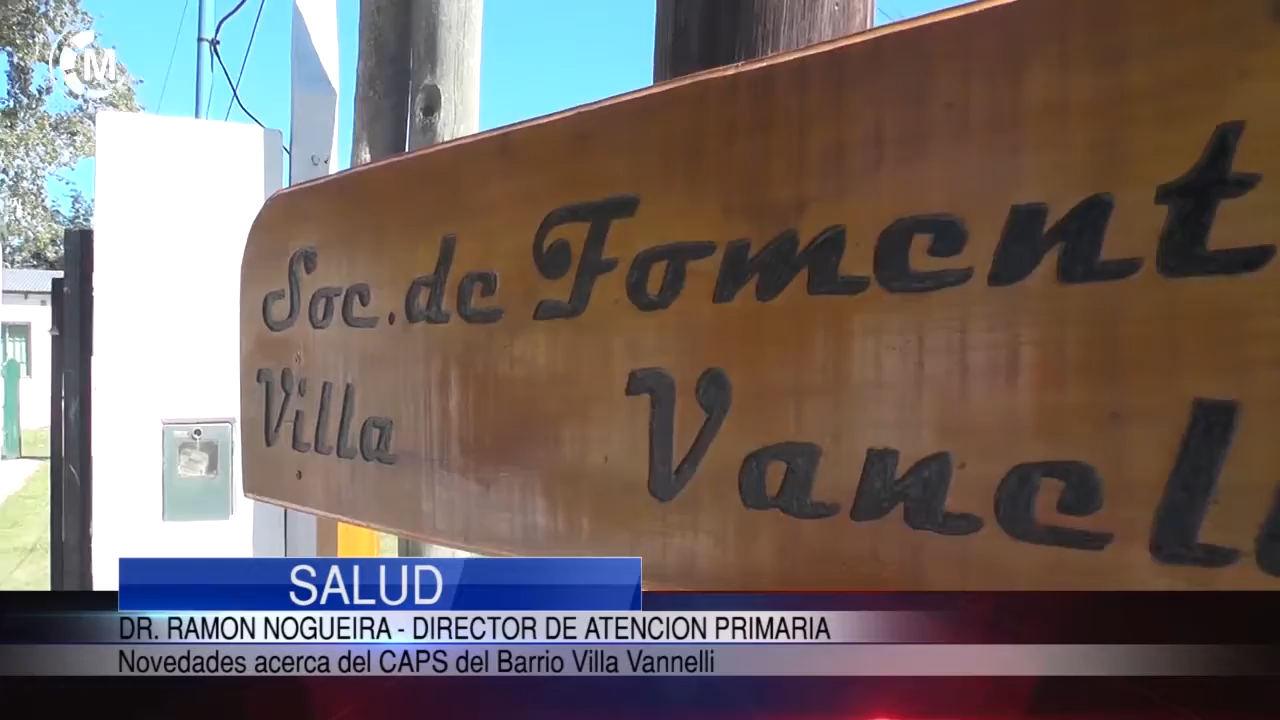 M
Soc. de Foment
Villa Vanel
SALUD
DR. RAMON NOGUEIRA - DIRECTOR DE ATENCION PRIMARIA
Novedades acerca del CAPS del Barrio Villa Vannelli